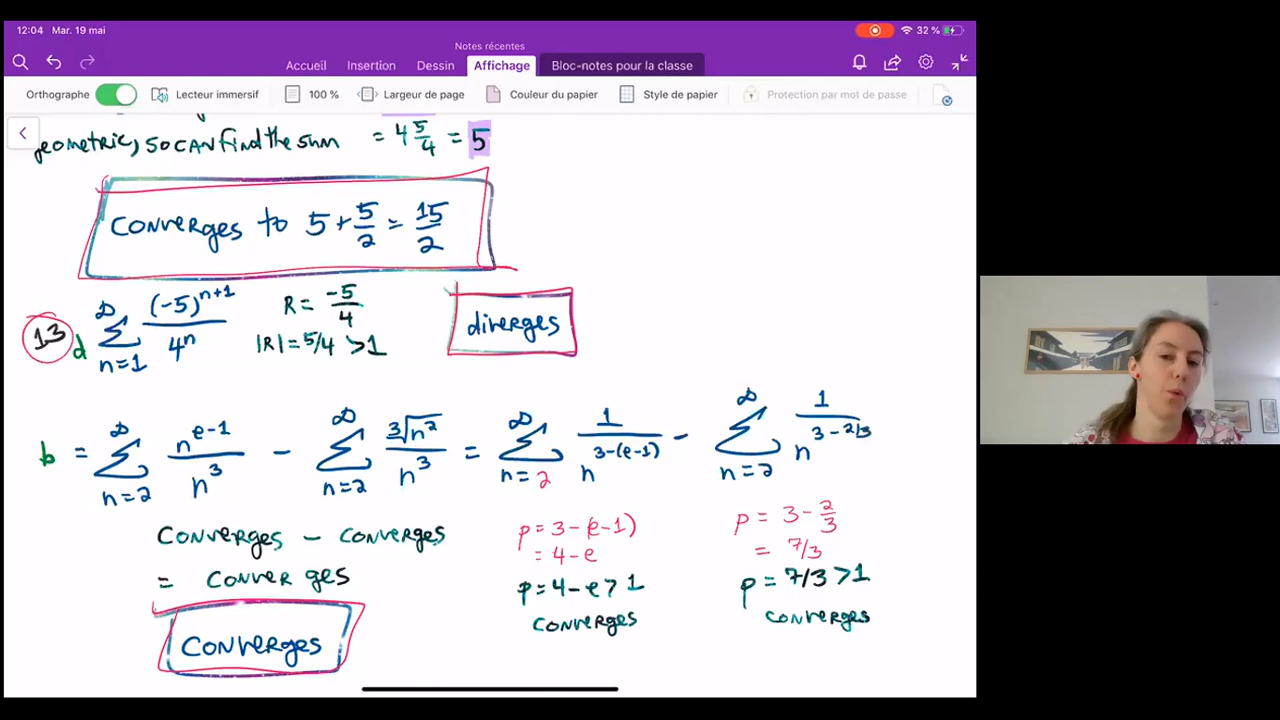 12:04 Mar. 19 mai
32 %
Notes récentes
Accueil Insertion Dessin Affichage Bloc-notes pour la classe
Orthographe Lecteur immersif 100 % Largeur de page Couleur du papier Style de page Protection par mot de passe
geometric, so can find the sum = 4 5/4 = 5
Converges to 5 + 5/2 = 15/2
13 d ∑_{n=1}^{∞} (-5)^{n+1}/4^n R = -5/4 diverges
|R| = 5/4 > 1
b = ∑_{n=2}^{∞} n^{e-1}/n^3 - ∑_{n=2}^{∞} ∛n²/n^3 = ∑_{n=2}^{∞} 1/n^{3-(e-1)} - ∑_{n=2}^{∞} 1/n^{3-2/3}
Converges - converges
= converges
Converges
p = 3-(e-1)
= 4-e
p = 4-e > 1
converges
p = 3 - 2/3
= 7/3
p = 7/3 > 1
converges